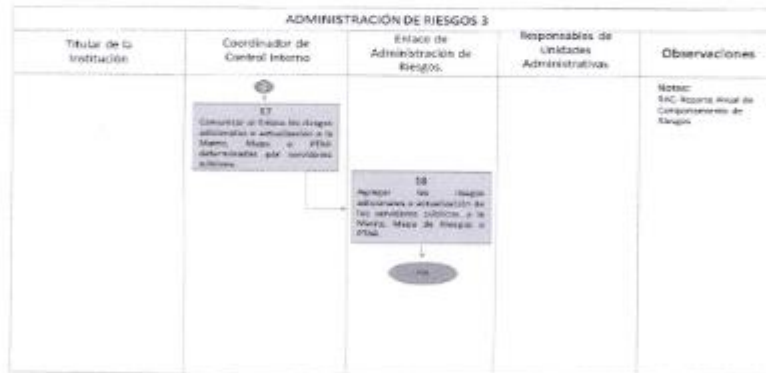 ADMINISTRACIÓN DE RIESGOS 3
Titular de la
Institución
Coordinador de
Control Interno
Enlace de
Administración de
Riesgos.
Responsables de
Unidades
Administrativas
Observaciones
17
Comunicar al Enlace los riesgos
adicionales o actualización a la
Matriz, Mapa o PTAR
determinados por servidores
públicos.
18
Agregar los riesgos
adicionales o actualización de
los servidores públicos a la
Matriz, Mapa de Riesgos o
PTAR.
Notas:
RAC: Reporte Anual de
Comportamiento de
Riesgos